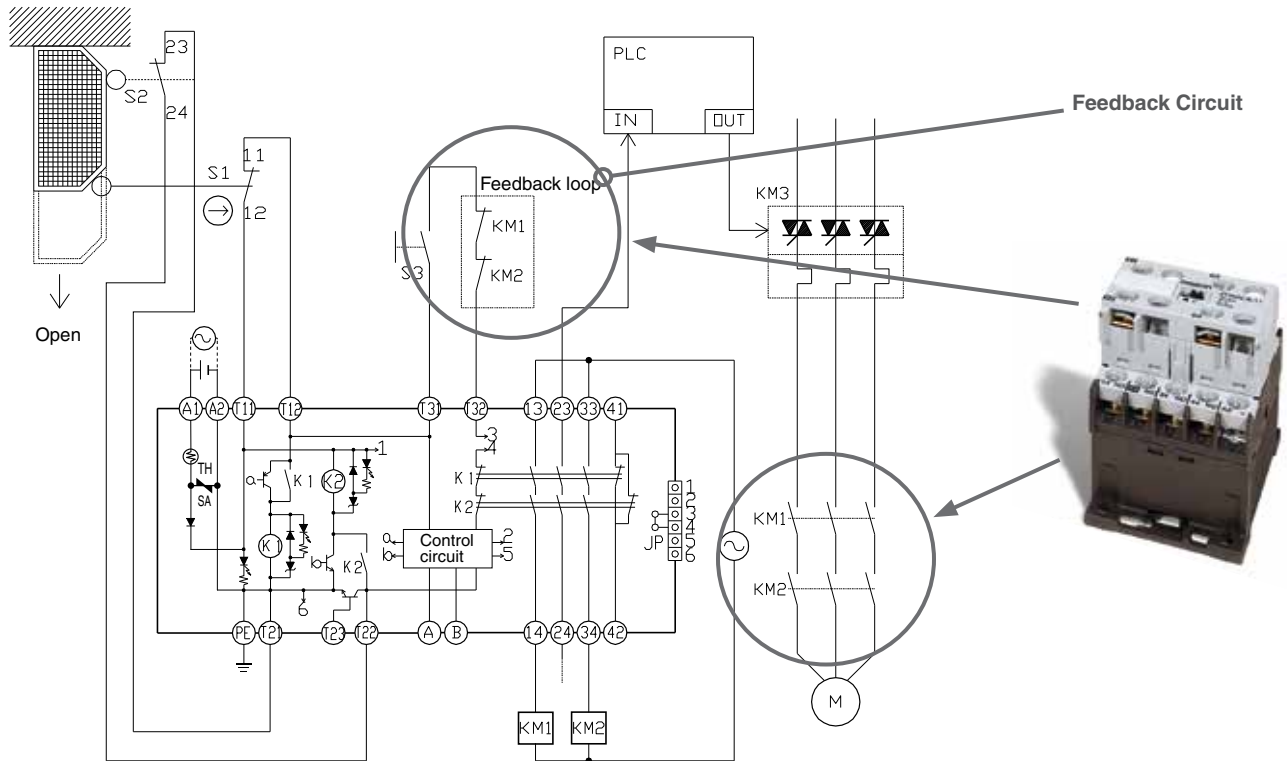 23
S2
24
PLC
IN
OUT
Feedback Circuit
11
S1
12
Feedback loop
KM1
KM2
S3
KM3
Open
A1
A2
T11
T12
T31
T32
13
23
33
41
TH
SA
a
K1
K2
1
3
4
K1
K2
K1
b
K2
a
b
Control
circuit
2
5
6
JP
1
2
3
4
5
6
KM1
KM2
PE
T21
T23
T22
A
B
14
24
34
42
KM1
KM2
M